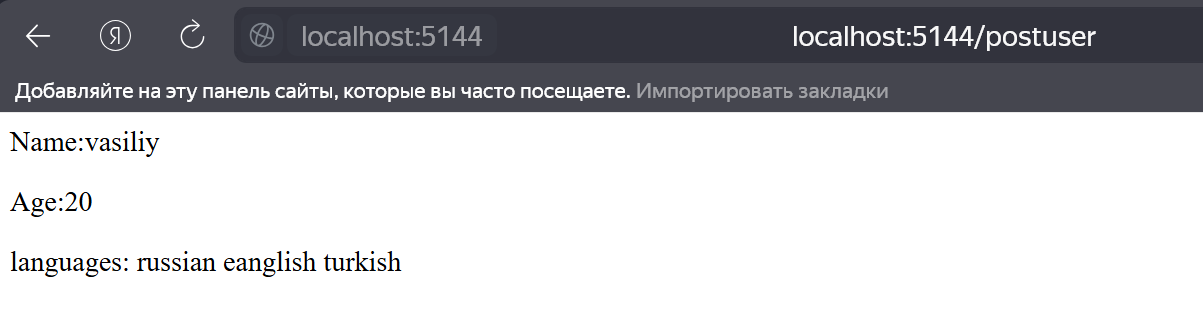 Я localhost:5144 localhost:5144/postuser
Добавляйте на эту панель сайты, которые вы часто посещаете. Импортировать закладки
Name:vasiliy
Age:20
languages: russian eanglish turkish